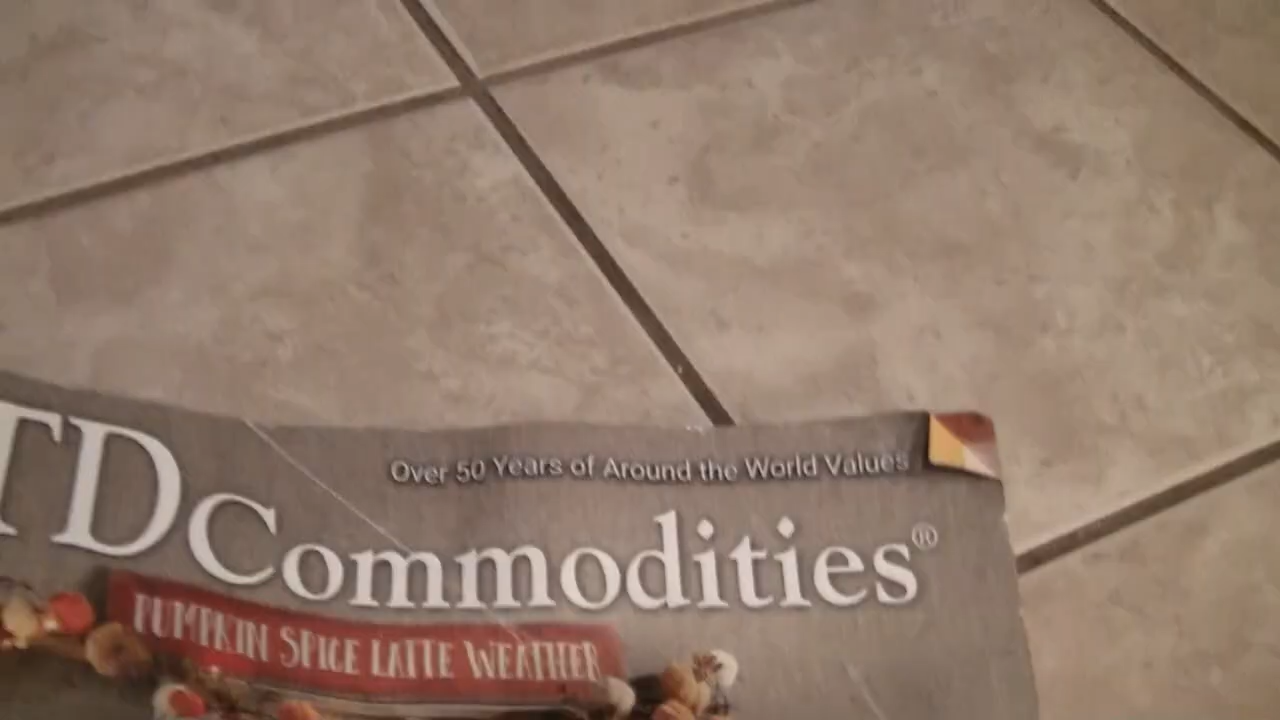 Over 50 Years of Around the World Values
TDCommodities®
PUMPKIN SPICE LATTE WEATHER